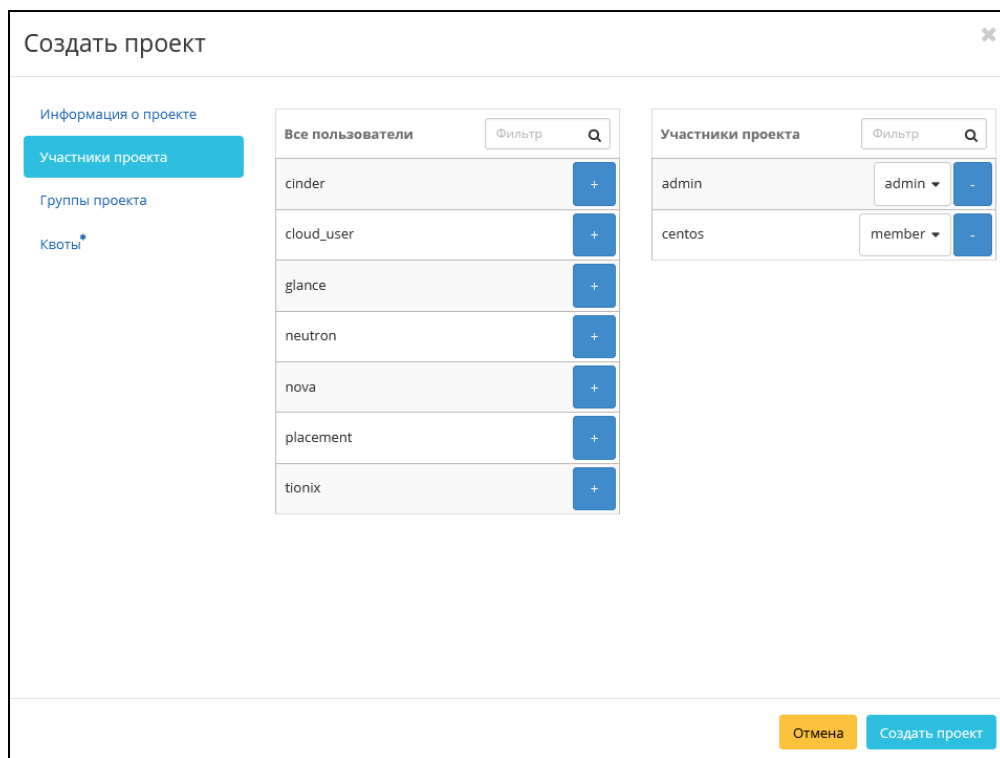 Создать проект
Информация о проекте
Участники проекта
Группы проекта
Квоты*
Все пользователи Фильтр
cinder +
cloud_user +
glance +
neutron +
nova +
placement +
tionix +
Участники проекта Фильтр
admin admin -
centos member -
Отмена Создать проект